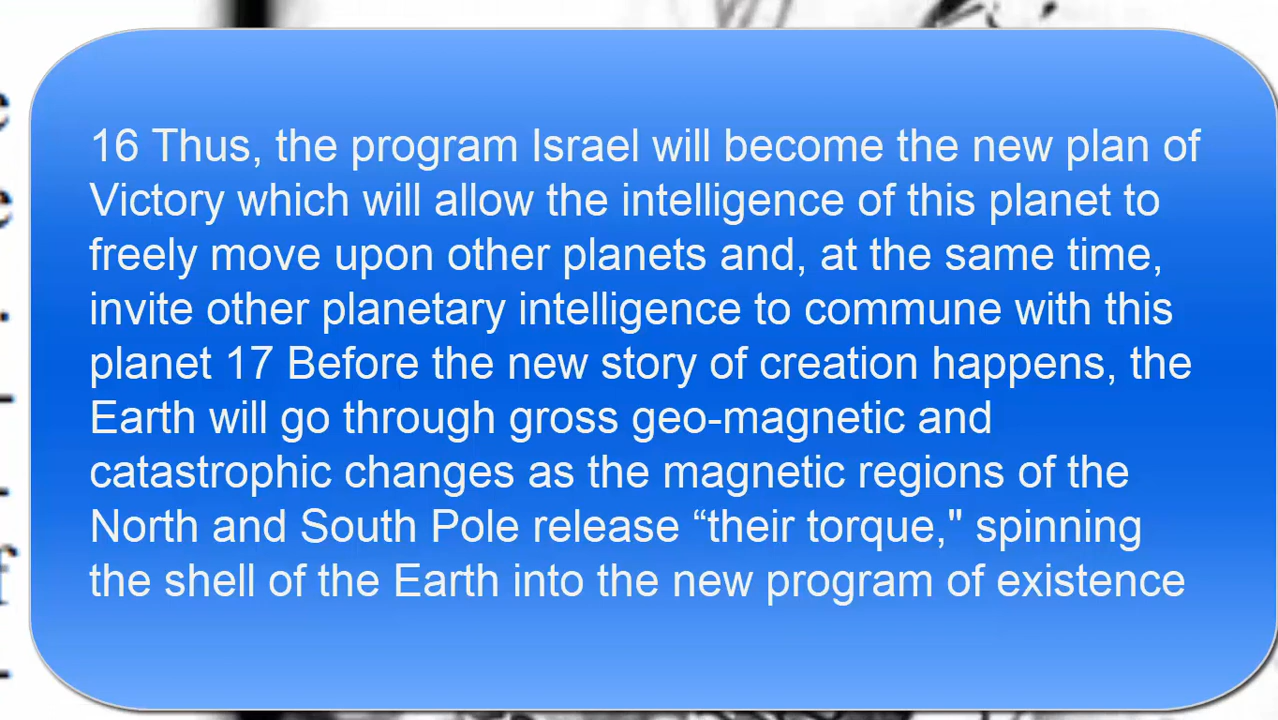 16 Thus, the program Israel will become the new plan of
Victory which will allow the intelligence of this planet to
freely move upon other planets and, at the same time,
invite other planetary intelligence to commune with this
planet 17 Before the new story of creation happens, the
Earth will go through gross geo-magnetic and
catastrophic changes as the magnetic regions of the
North and South Pole release “their torque," spinning
the shell of the Earth into the new program of existence